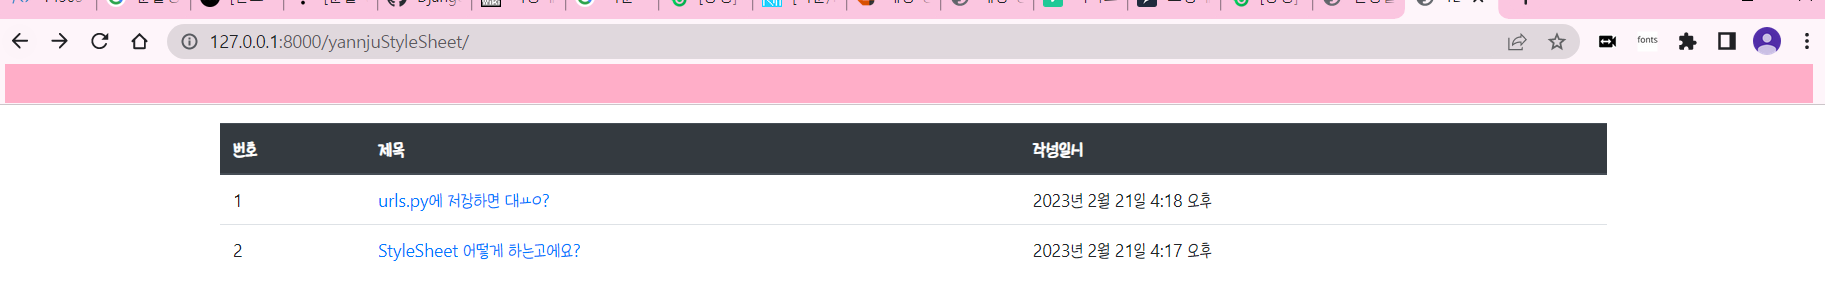 127.0.0.1:8000/yannjuStyleSheet/
fonts
번호 제목 작성일시
1 urls.py에 저장하면 대ㅛㅇ? 2023년 2월 21일 4:18 오후
2 StyleSheet 어떻게 하는고에요? 2023년 2월 21일 4:17 오후